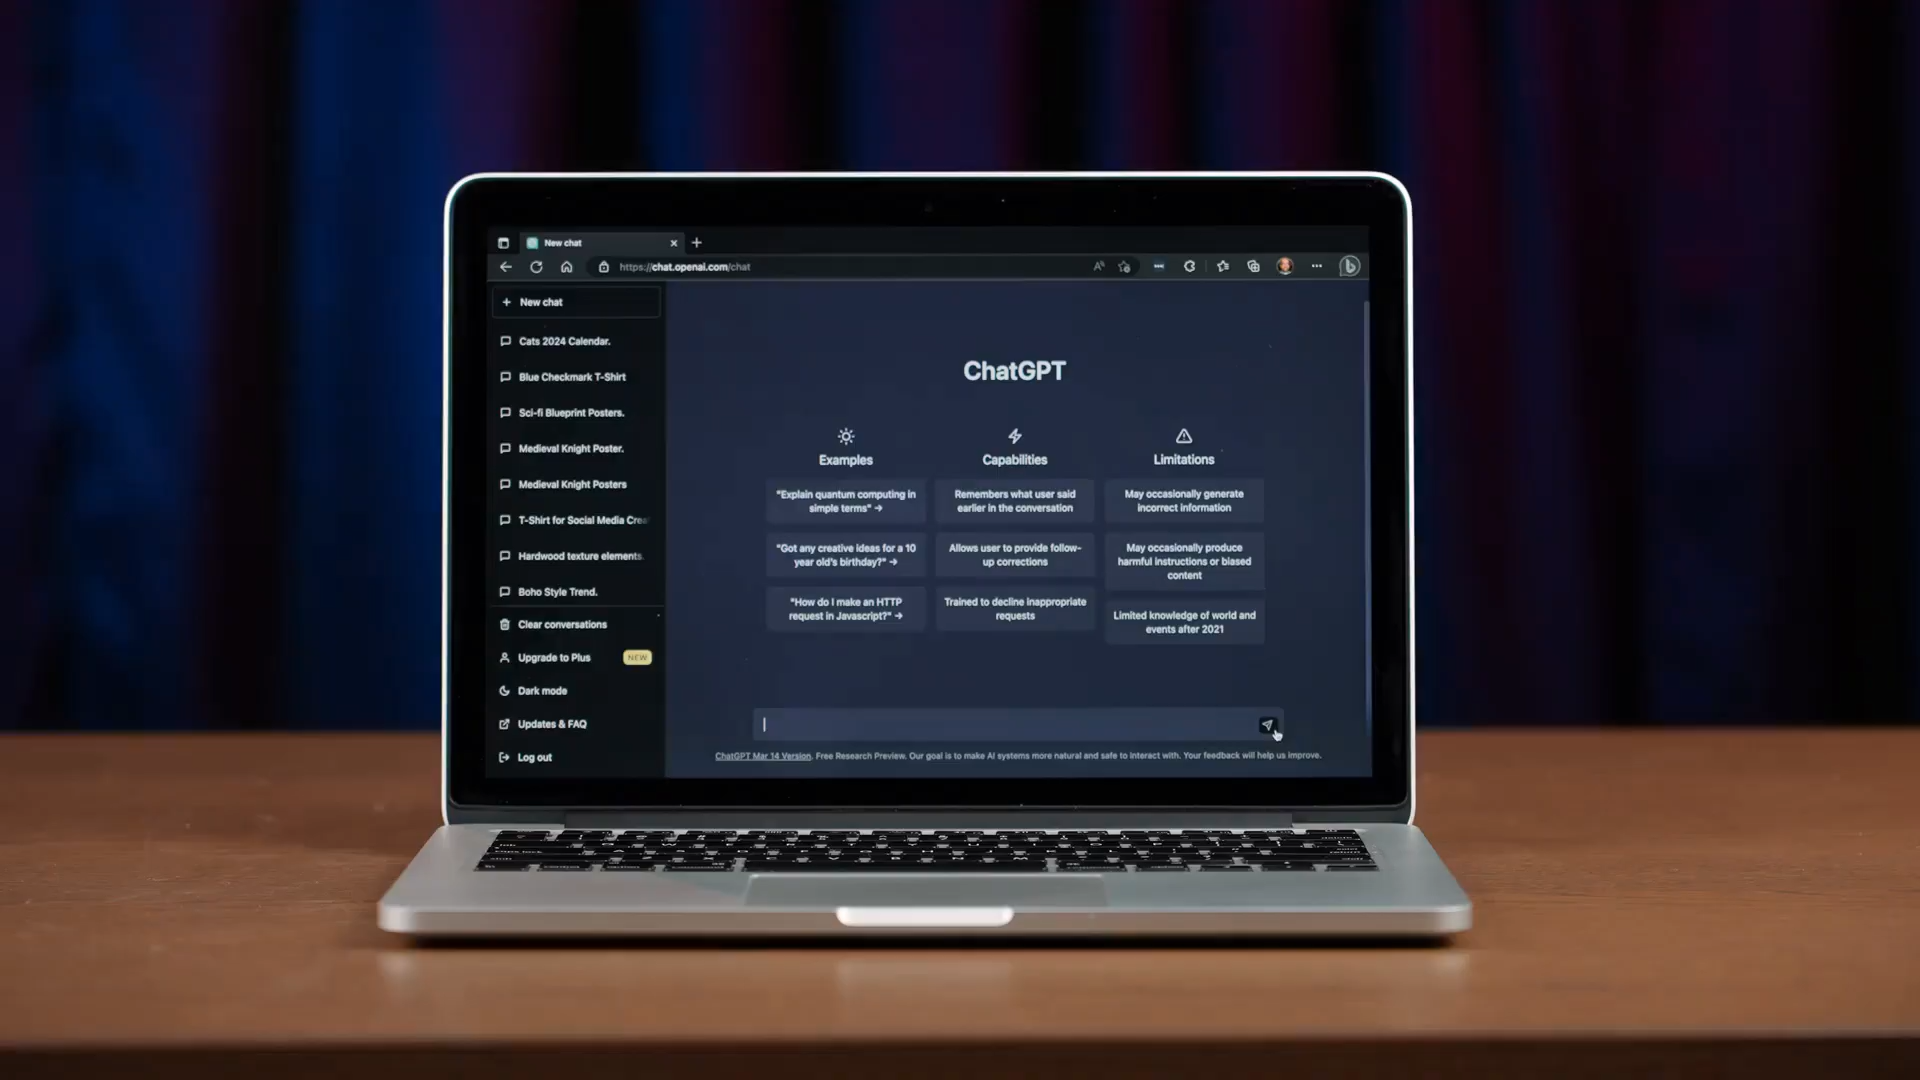 New chat
https://chat.openai.com/chat
New chat
Cats 2024 Calendar.
Blue Checkmark T-Shirt
Sci-fi Blueprint Posters.
Medieval Knight Poster.
Medieval Knight Posters
T-Shirt for Social Media Crea
Hardwood texture elements.
Boho Style Trend.
Clear conversations
Upgrade to Plus NEW
Dark mode
Updates & FAQ
Log out
ChatGPT
Examples
"Explain quantum computing in
simple terms" →
"Got any creative ideas for a 10
year old's birthday?" →
"How do I make an HTTP
request in Javascript?" →
Capabilities
Remembers what user said
earlier in the conversation
Allows user to provide follow-
up corrections
Trained to decline inappropriate
requests
Limitations
May occasionally generate
incorrect information
May occasionally produce
harmful instructions or biased
content
Limited knowledge of world and
events after 2021
ChatGPT Mar 14 Version. Free Research Preview. Our goal is to make AI systems more natural and safe to interact with. Your feedback will help us improve.